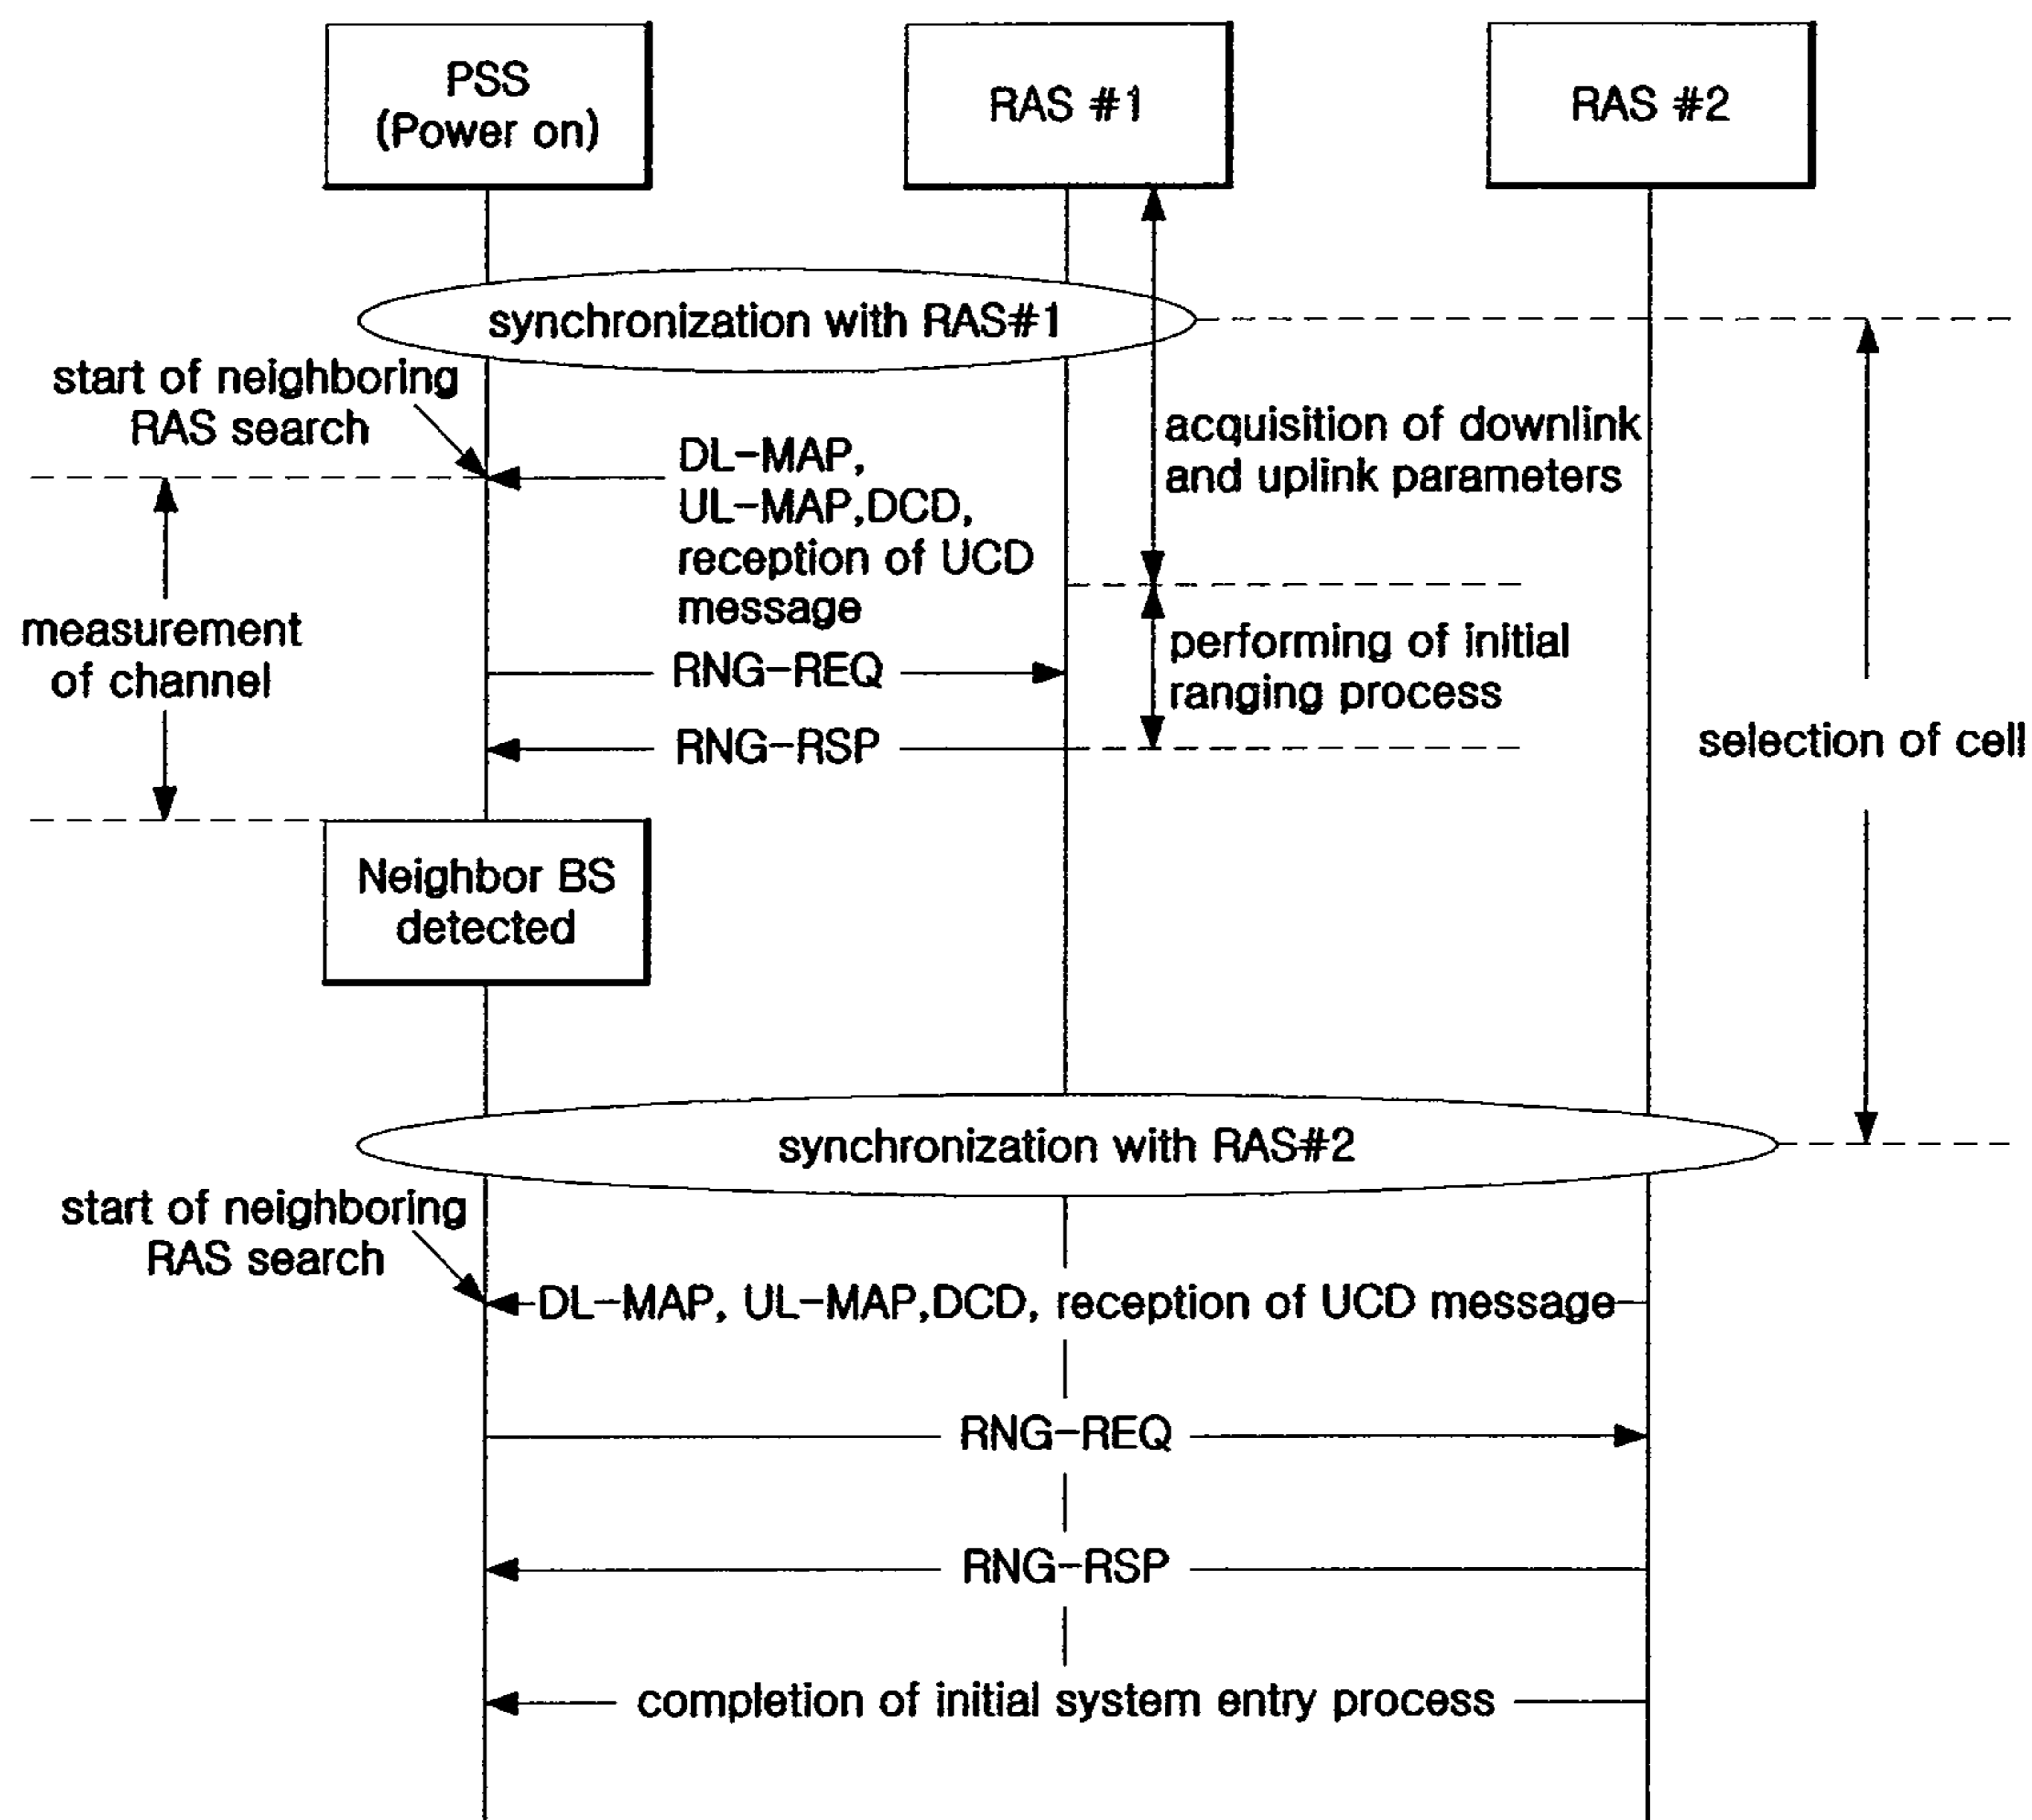 PSS
(Power on)
RAS #1
RAS #2
synchronization with RAS#1
start of neighboring
RAS search
DL-MAP,
UL-MAP,DCD,
reception of UCD
message
acquisition of downlink
and uplink parameters
measurement
of channel
RNG-REQ
performing of initial
ranging process
RNG-RSP
selection of cell
Neighbor BS
detected
synchronization with RAS#2
start of neighboring
RAS search
DL-MAP, UL-MAP,DCD, reception of UCD message
RNG-REQ
RNG-RSP
completion of initial system entry process